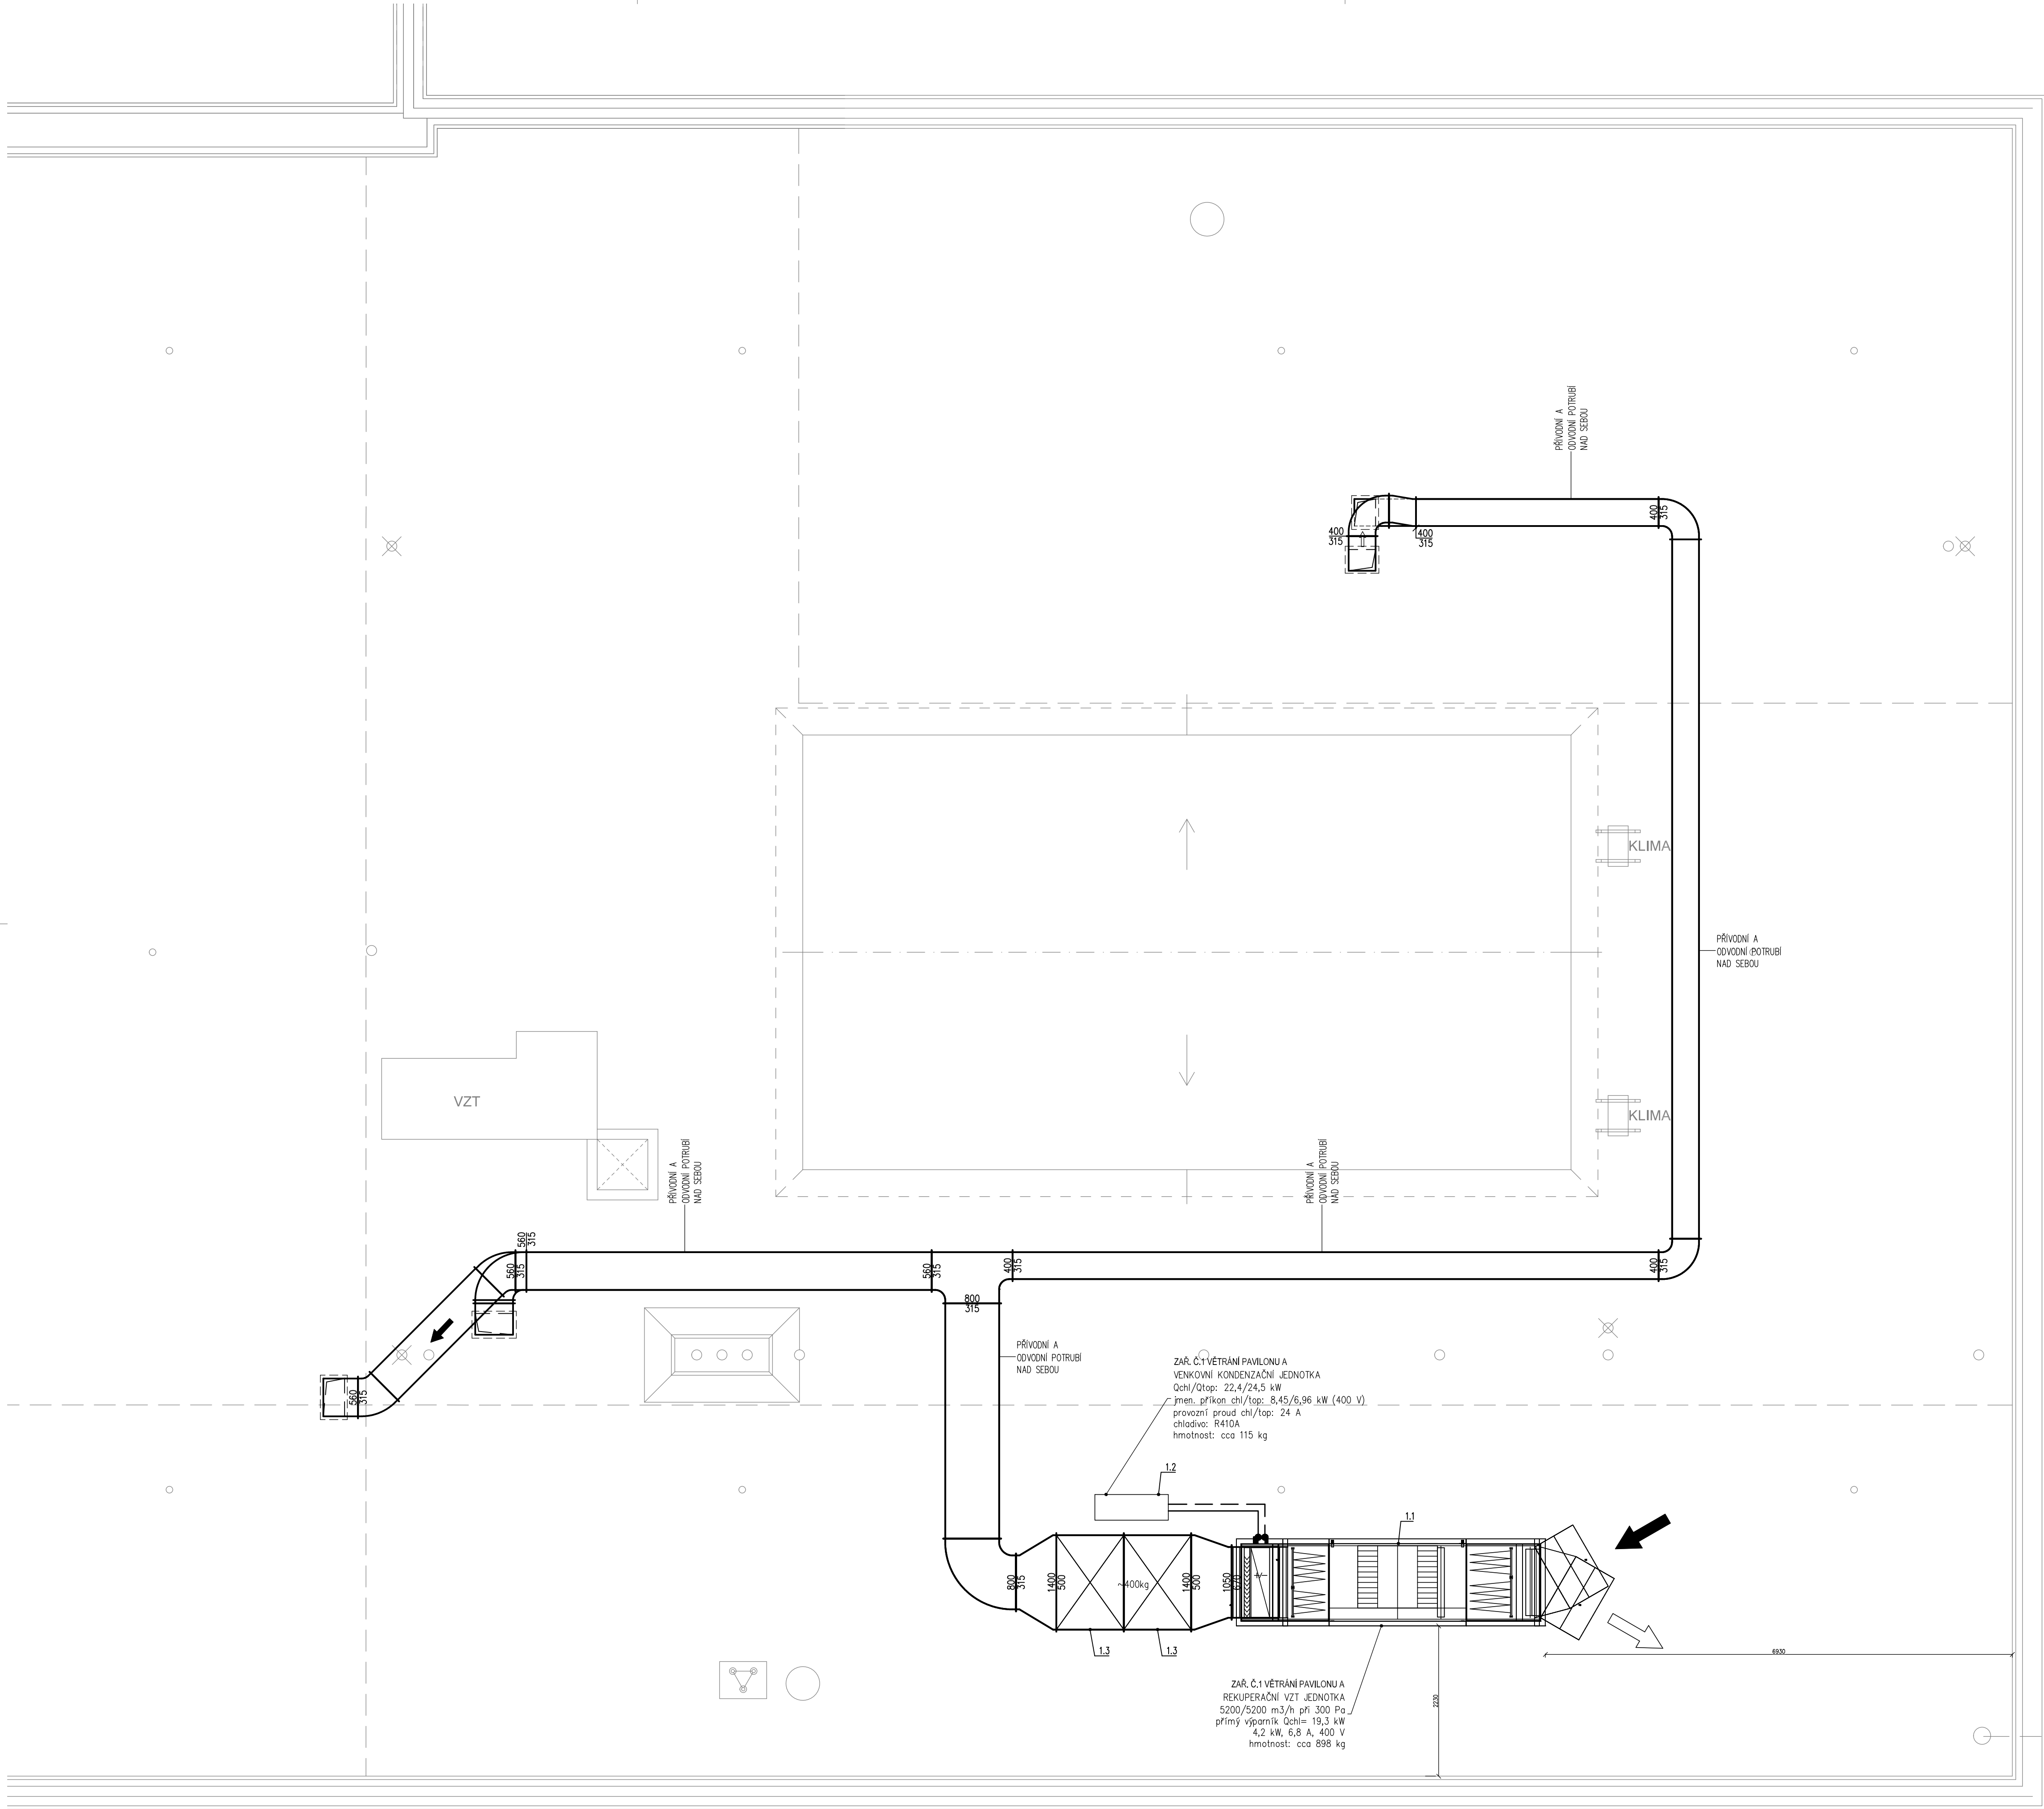 PŘÍVODNÍ A
ODVODNÍ POTRUBÍ
NAD SEBOU
400
315
400
315
400
315
KLIMA
PŘÍVODNÍ A
ODVODNÍ POTRUBÍ
NAD SEBOU
VZT
KLIMA
PŘÍVODNÍ A
ODVODNÍ POTRUBÍ
NAD SEBOU
PŘÍVODNÍ A
ODVODNÍ POTRUBÍ
NAD SEBOU
560
315
560
315
560
315
400
315
400
315
800
315
PŘÍVODNÍ A
ODVODNÍ POTRUBÍ
NAD SEBOU
560
315
ZAŘ. Č.1 VĚTRÁNÍ PAVILONU A
VENKOVNÍ KONDENZAČNÍ JEDNOTKA
Qchl/Qtop: 22,4/24,5 kW
jmen. příkon chl/top: 8,45/6,96 kW (400 V)
provozní proud chl/top: 24 A
chladivo: R410A
hmotnost: cca 115 kg
1.2
1.1
800
315
1400
500
~400kg
1400
500
1050
670
1.3
1.3
6930
2230
ZAŘ. Č.1 VĚTRÁNÍ PAVILONU A
REKUPERAČNÍ VZT JEDNOTKA
5200/5200 m3/h při 300 Pa
přímý výparník Qchl= 19,3 kW
4,2 kW, 6,8 A, 400 V
hmotnost: cca 898 kg